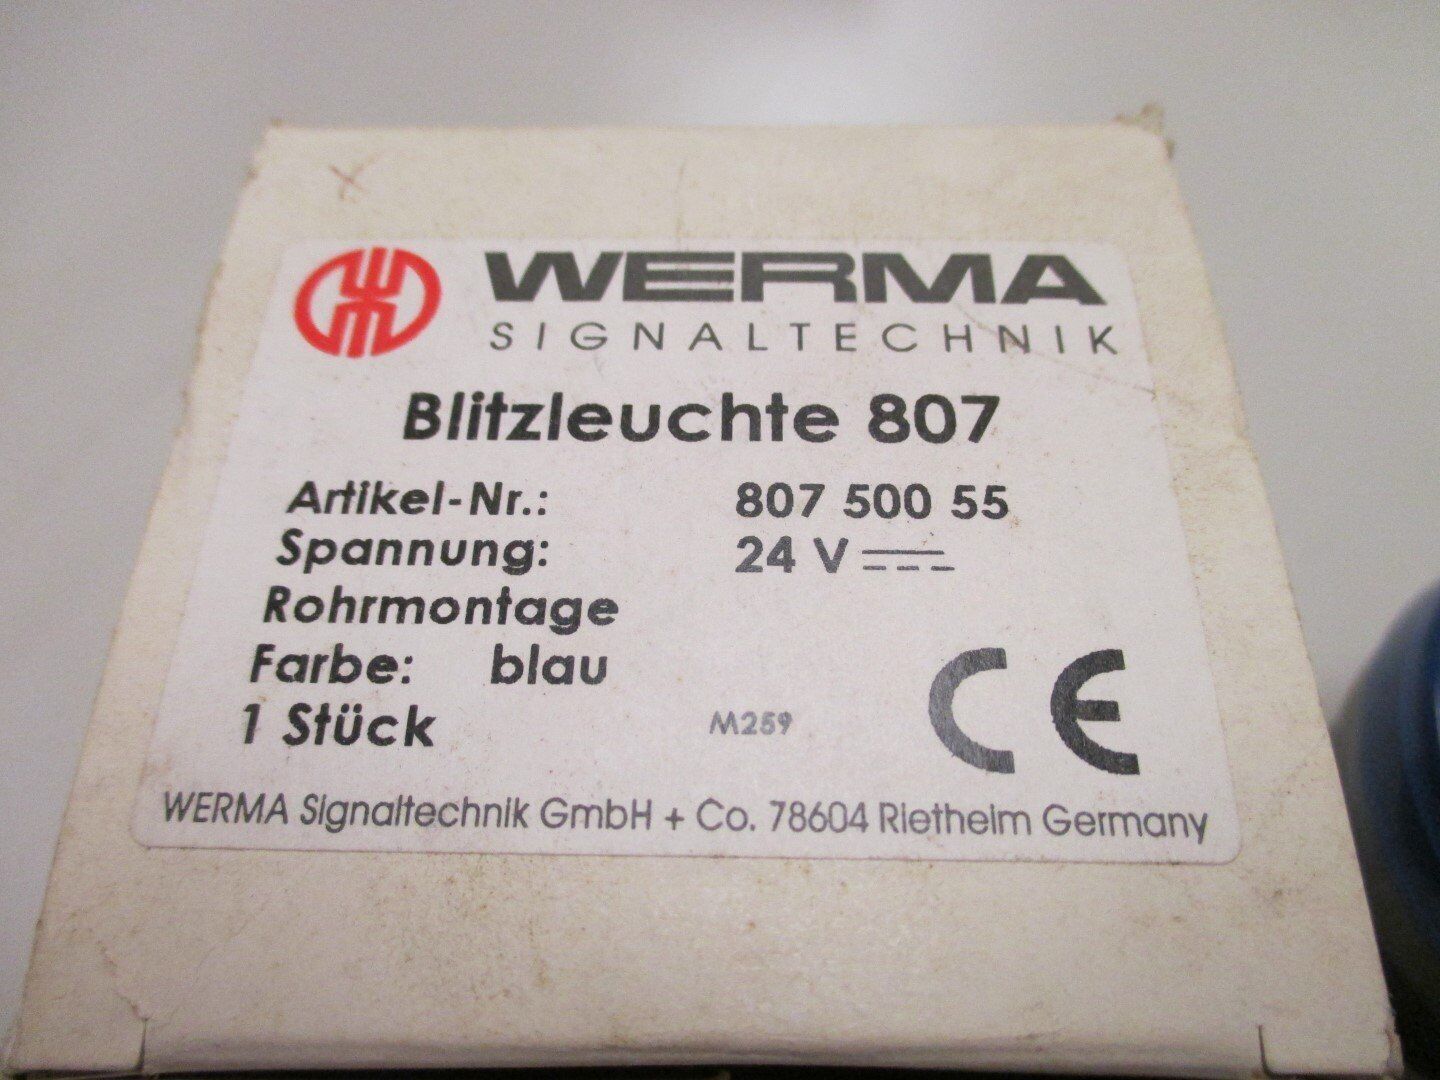 WERMA
SIGNALTECHNIK
Blitzleuchte 807
Artikel-Nr.: 807 500 55
Spannung: 24 V
Rohrmontage
Farbe: blau
1 Stück M259 CE
WERMA Signaltechnik GmbH + Co. 78604 Rietheim Germany